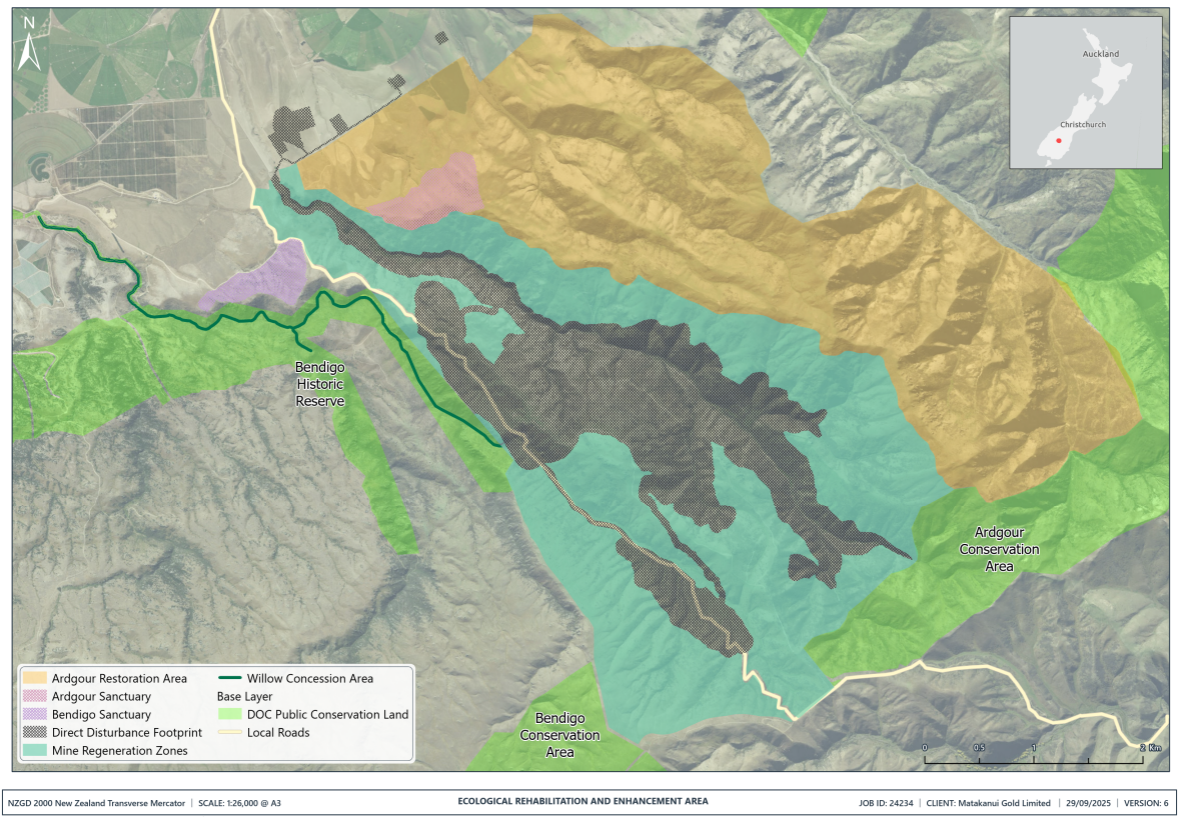 N
Auckland
Christchurch
Bendigo
Historic
Reserve
Ardgour
Conservation
Area
Bendigo
Conservation
Area
Ardgour Restoration Area
Ardgour Sanctuary
Bendigo Sanctuary
Direct Disturbance Footprint
Mine Regeneration Zones
Willow Concession Area
Base Layer
DOC Public Conservation Land
Local Roads
0 0.5 1 2 Km
NZGD 2000 New Zealand Transverse Mercator | SCALE: 1:26,000 @ A3
ECOLOGICAL REHABILITATION AND ENHANCEMENT AREA
JOB ID: 24234 | CLIENT: Matakanui Gold Limited | 29/09/2025 | VERSION: 6